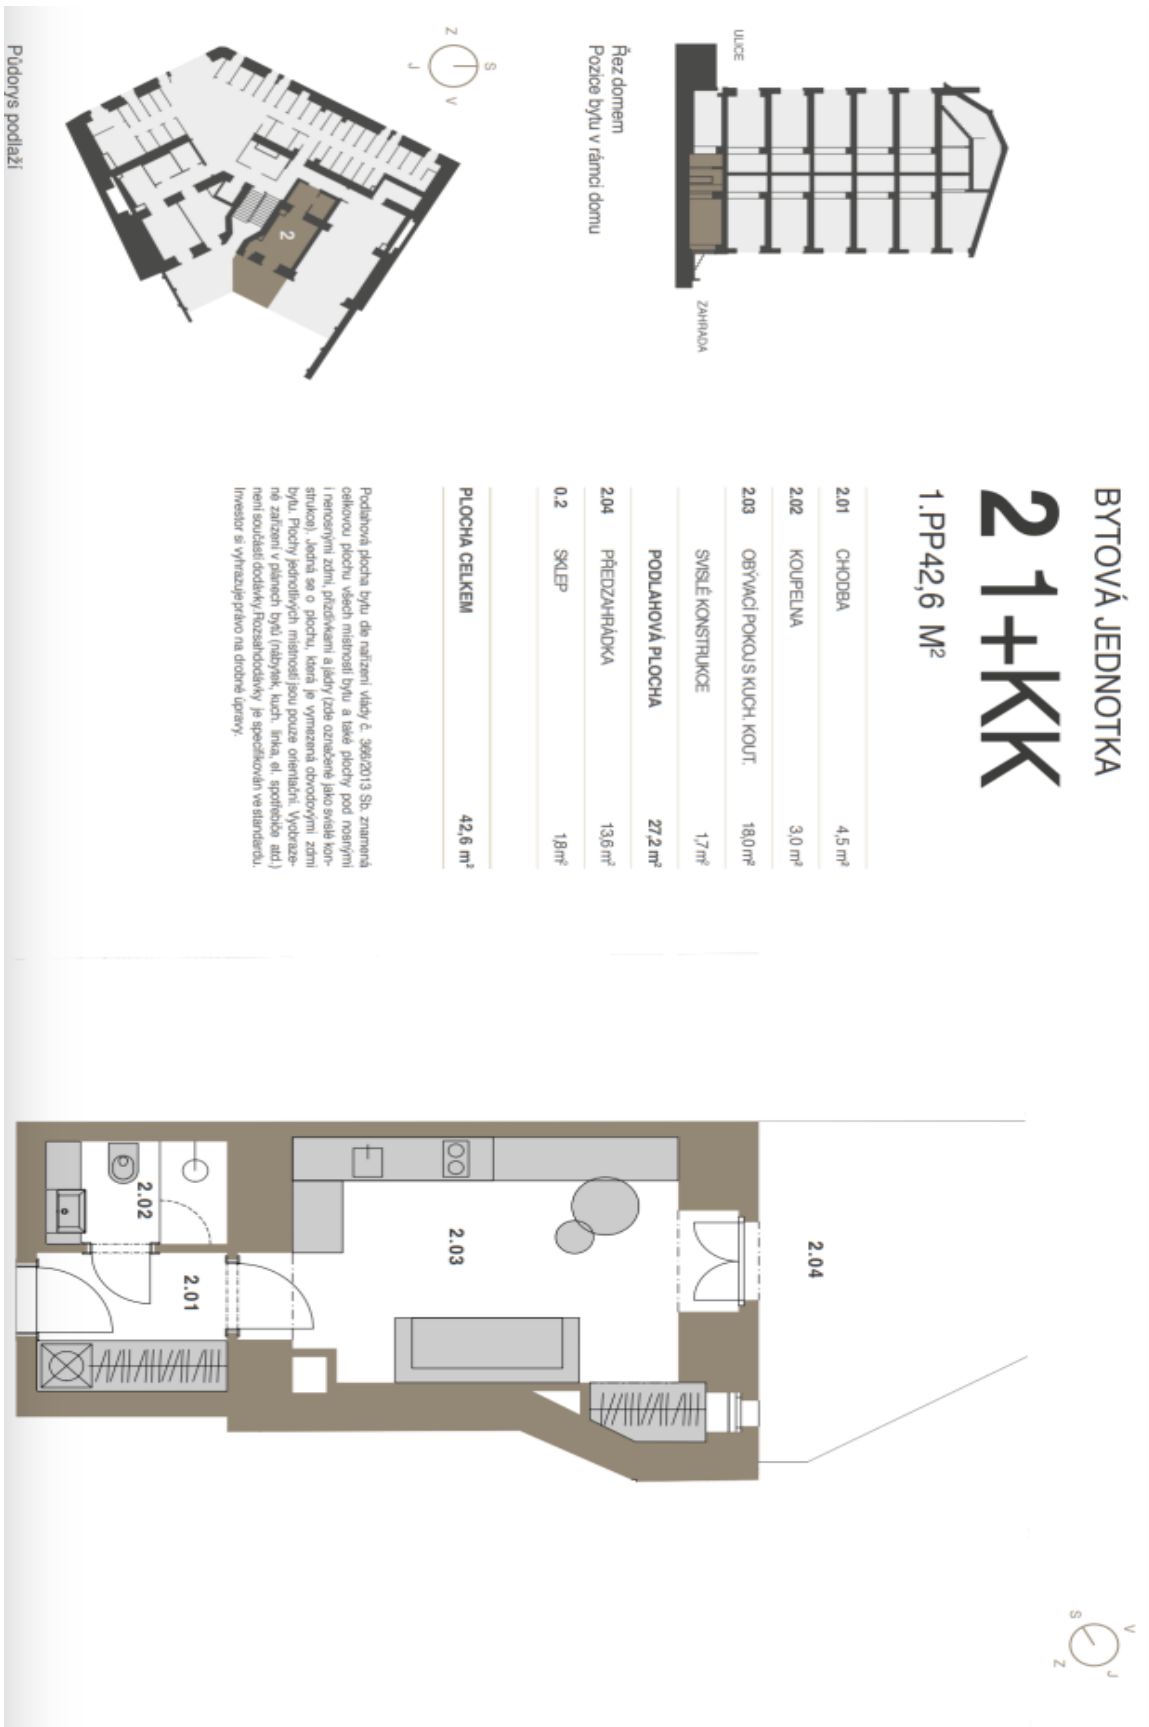 BYTOVÁ JEDNOTKA
2 1+KK
1.PP42,6 M²
2.01 CHODBA 4,5 m²
2.02 KOUPELNA 3,0 m²
2.03 OBÝVACÍ POKOJ S KUCH. KOUT. 18,0 m²
SVISLÉ KONSTRUKCE 1,7 m²
PODLAHOVÁ PLOCHA 27,2 m²
2.04 PŘEDZAHRÁDKA 13,6 m²
0.2 SKLEP 1,8 m²
PLOCHA CELKEM 42,6 m²
Podlahová plocha bytu dle nařízení vlády č. 366/2013 Sb. znamená
celkovou plochu všech místností bytu a také plochy pod nosnými
i nenosnými zdmi, přizdívkami a jádry (zde označené jako svislé kon-
strukce). Jedná se o plochu, která je vymezená obvodovými zdmi
bytu. Plochy jednotlivých místností jsou pouze orientační. Vyobraze-
né zařízení v plánech bytů (nábytek, kuch. linka, el. spotřebiče atd.)
není součástí dodávky.Rozsahdodávky je specifikován ve standardu.
Investor si vyhrazuje právo na drobné úpravy.
ULICE
ZAHRADA
Řez domem
Pozice bytu v rámci domu
S
Z
V
J
2
Půdorys podlaží
V
J
S
Z
2.04
2.03
2.02
2.01